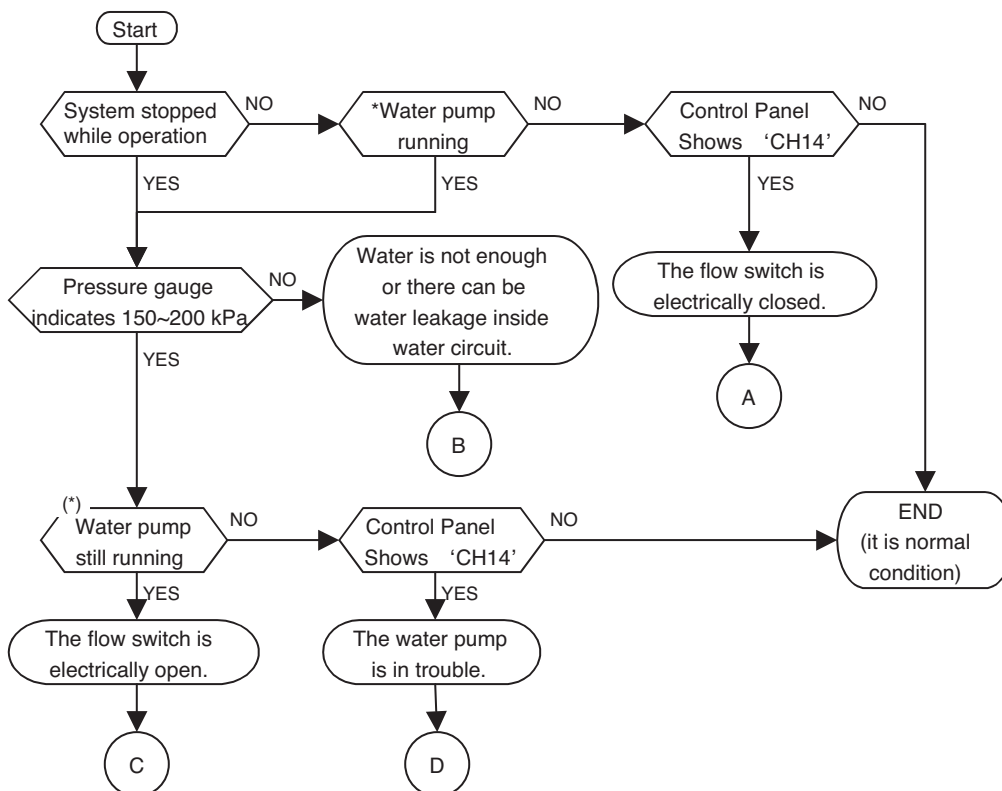 Start
System stopped
while operation
NO
*Water pump
running
NO
Control Panel
Shows 'CH14'
NO
YES
YES
YES
Pressure gauge
indicates 150~200 kPa
NO
Water is not enough
or there can be
water leakage inside
water circuit.
The flow switch is
electrically closed.
YES
A
B
(*)
Water pump
still running
NO
Control Panel
Shows 'CH14'
NO
END
(it is normal
condition)
YES
YES
The flow switch is
electrically open.
The water pump
is in trouble.
C
D